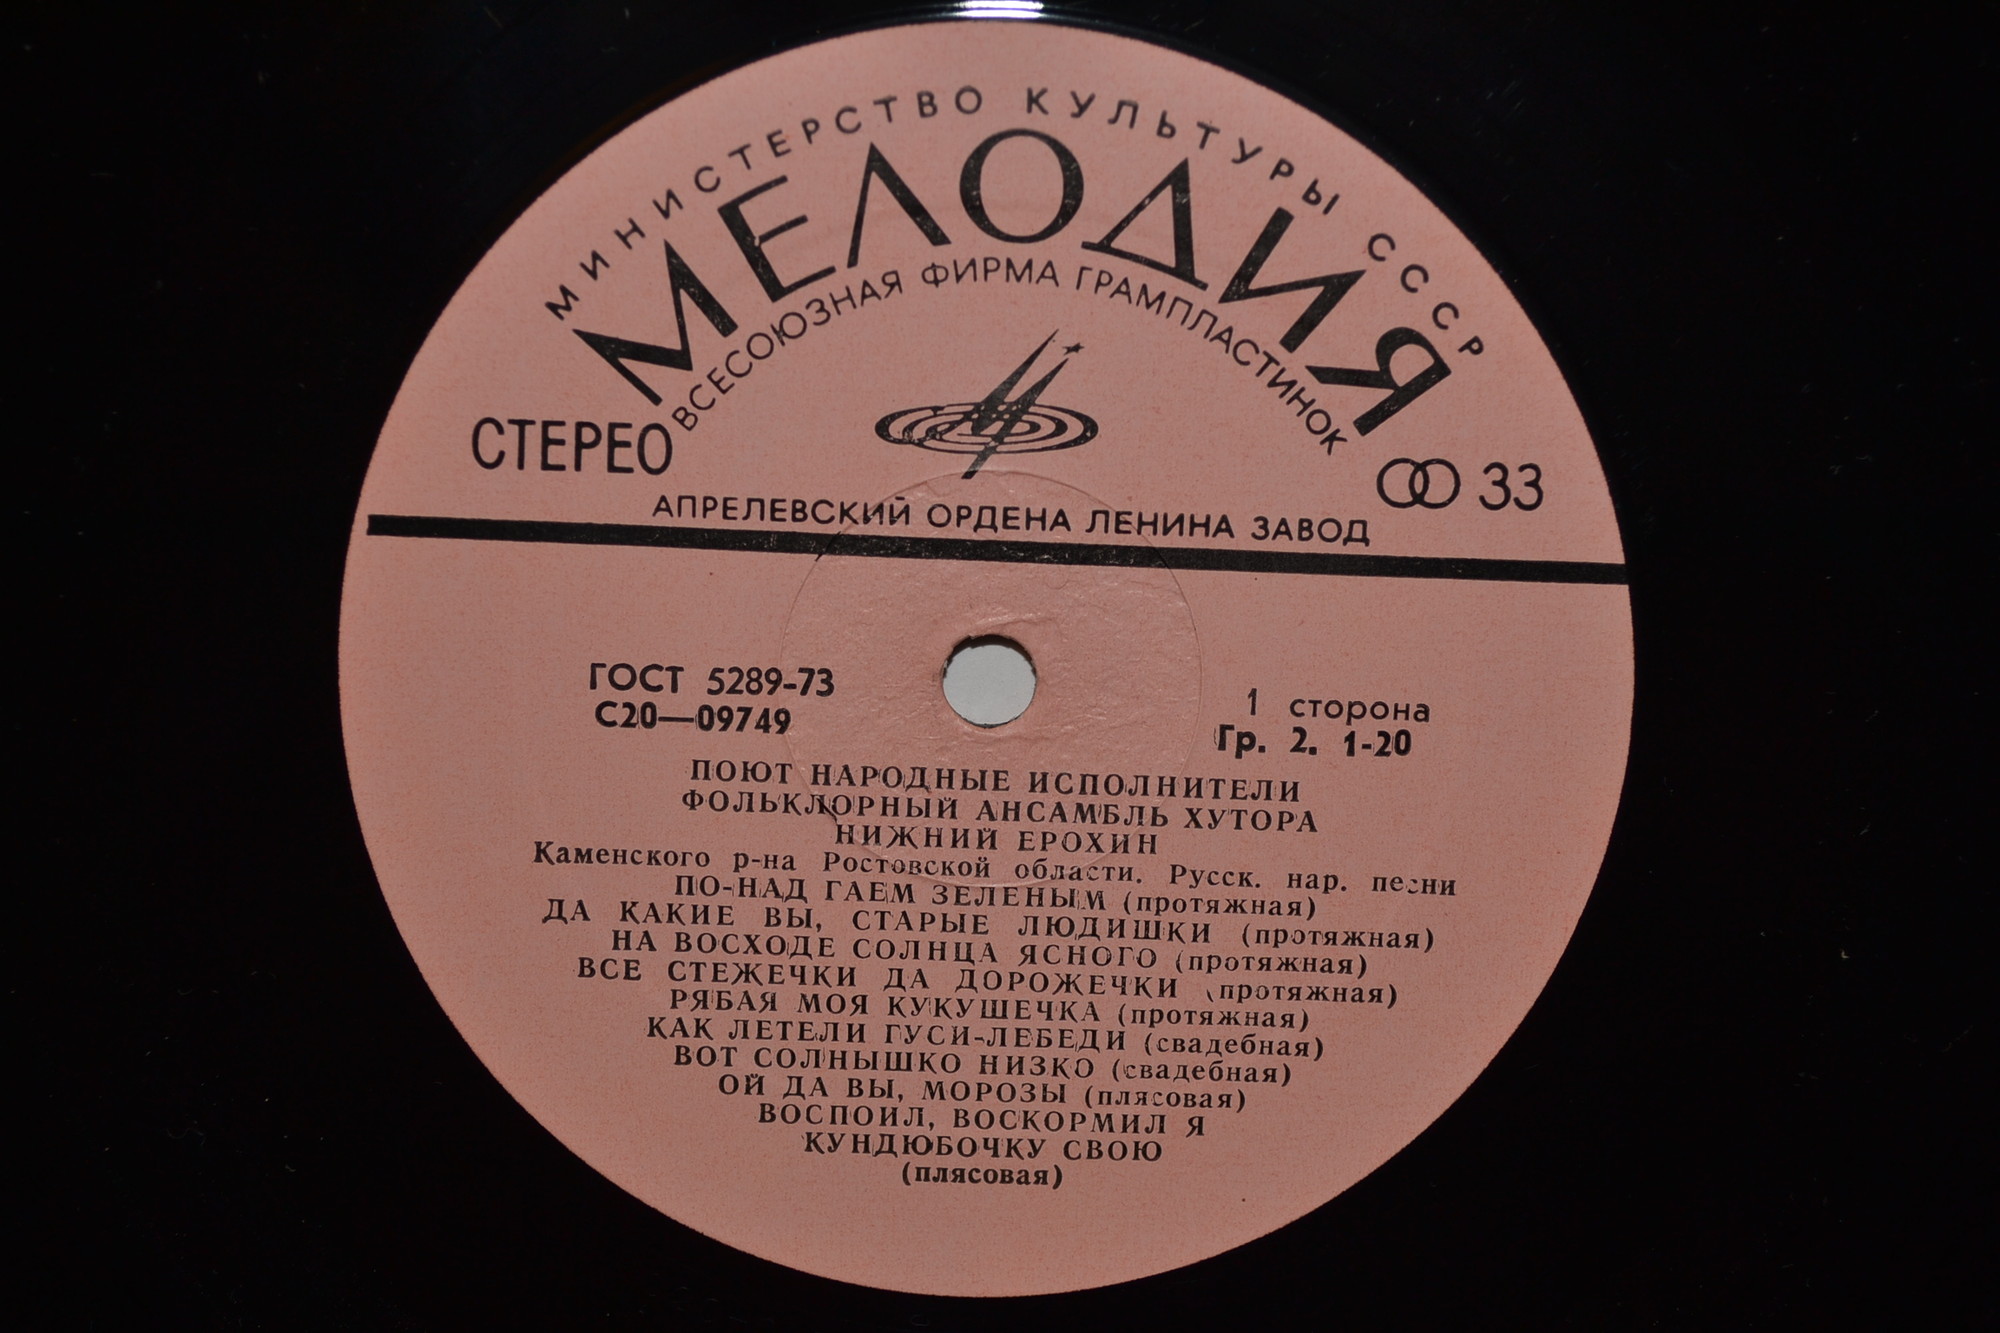 МИНИСТЕРСТВО КУЛЬТУРЫ СССР
МЕЛОДИЯ
ВСЕСОЮЗНАЯ ФИРМА ГРАМПЛАСТИНОК
СТЕРЕО
33
АПРЕЛЕВСКИЙ ОРДЕНА ЛЕНИНА ЗАВОД
ГОСТ 5289-73
С20—09749
1 сторона
Гр. 2. 1-20
ПОЮТ НАРОДНЫЕ ИСПОЛНИТЕЛИ
ФОЛЬКЛОРНЫЙ АНСАМБЛЬ ХУТОРА
НИЖНИЙ ЕРОХИН
Каменского р-на Ростовской области. Русск. нар. песни
ПО-НАД ГАЕМ ЗЕЛЕНЫМ (протяжная)
ДА КАКИЕ ВЫ, СТАРЫЕ ЛЮДИШКИ (протяжная)
НА ВОСХОДЕ СОЛНЦА ЯСНОГО (протяжная)
ВСЕ СТЕЖЕЧКИ ДА ДОРОЖЕЧКИ (протяжная)
РЯБАЯ МОЯ КУКУШЕЧКА (протяжная)
КАК ЛЕТЕЛИ ГУСИ-ЛЕБЕДИ (свадебная)
ВОТ СОЛНЫШКО НИЗКО (свадебная)
ОЙ ДА ВЫ, МОРОЗЫ (плясовая)
ВОСПОИЛ, ВОСКОРМИЛ Я
КУНДЮБОЧКУ СВОЮ
(плясовая)